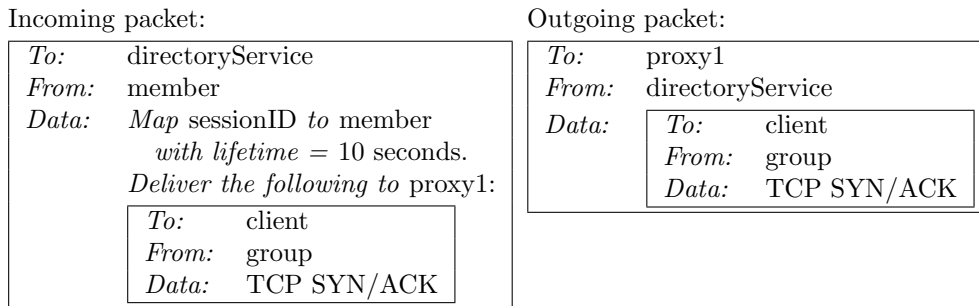 Incoming packet:
To: directoryService
From: member
Data: Map sessionID to member
with lifetime = 10 seconds.
Deliver the following to proxy1:
To: client
From: group
Data: TCP SYN/ACK
Outgoing packet:
To: proxy1
From: directoryService
Data: To: client
From: group
Data: TCP SYN/ACK